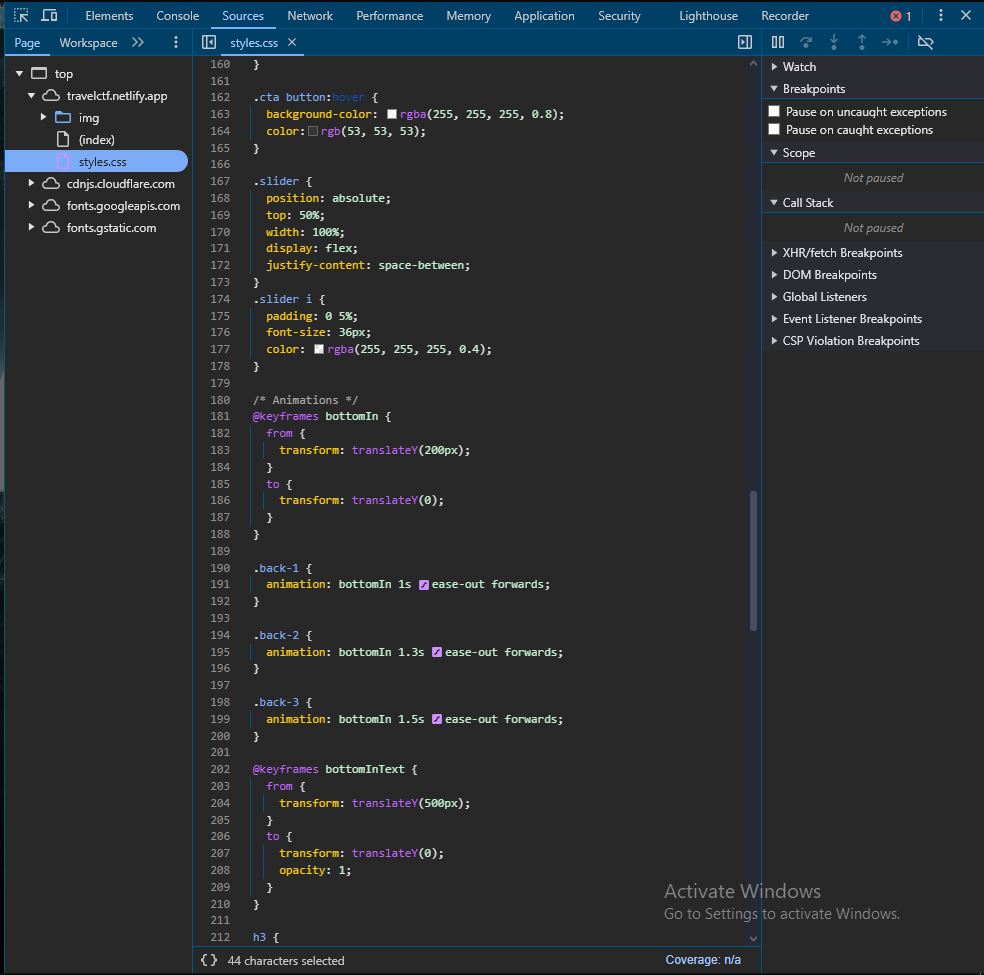 Elements Console Sources Network Performance Memory Application Security Lighthouse Recorder 1
Page Workspace
styles.css
top
travelctf.netlify.app
img
(index)
styles.css
cdnjs.cloudflare.com
fonts.googleapis.com
fonts.gstatic.com
160 }
161
162 .cta button:hover {
163 background-color: rgba(255, 255, 255, 0.8);
164 color: rgb(53, 53, 53);
165 }
166
167 .slider {
168 position: absolute;
169 top: 50%;
170 width: 100%;
171 display: flex;
172 justify-content: space-between;
173 }
174 .slider i {
175 padding: 0 5%;
176 font-size: 36px;
177 color: rgba(255, 255, 255, 0.4);
178 }
179
180 /* Animations */
181 @keyframes bottomIn {
182 from {
183 transform: translateY(200px);
184 }
185 to {
186 transform: translateY(0);
187 }
188 }
189
190 .back-1 {
191 animation: bottomIn 1s ease-out forwards;
192 }
193
194 .back-2 {
195 animation: bottomIn 1.3s ease-out forwards;
196 }
197
198 .back-3 {
199 animation: bottomIn 1.5s ease-out forwards;
200 }
201
202 @keyframes bottomInText {
203 from {
204 transform: translateY(500px);
205 }
206 to {
207 transform: translateY(0);
208 opacity: 1;
209 }
210 }
211
212 h3 {
{} 44 characters selected
Coverage: n/a
Watch
Breakpoints
Pause on uncaught exceptions
Pause on caught exceptions
Scope
Not paused
Call Stack
Not paused
XHR/fetch Breakpoints
DOM Breakpoints
Global Listeners
Event Listener Breakpoints
CSP Violation Breakpoints
Activate Windows
Go to Settings to activate Windows.